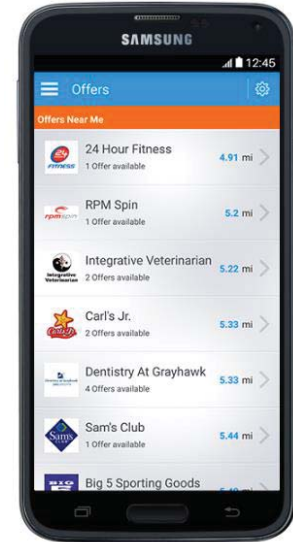 SAMSUNG
12:45
Offers
Offers Near Me
24 Hour Fitness
1 Offer available
4.91 mi
RPM Spin
1 Offer available
5.2 mi
Integrative Veterinarian
2 Offers available
5.22 mi
Carl's Jr.
2 Offers available
5.33 mi
Dentistry At Grayhawk
4 Offers available
5.33 mi
Sam's Club
1 Offer available
5.44 mi
Big 5 Sporting Goods